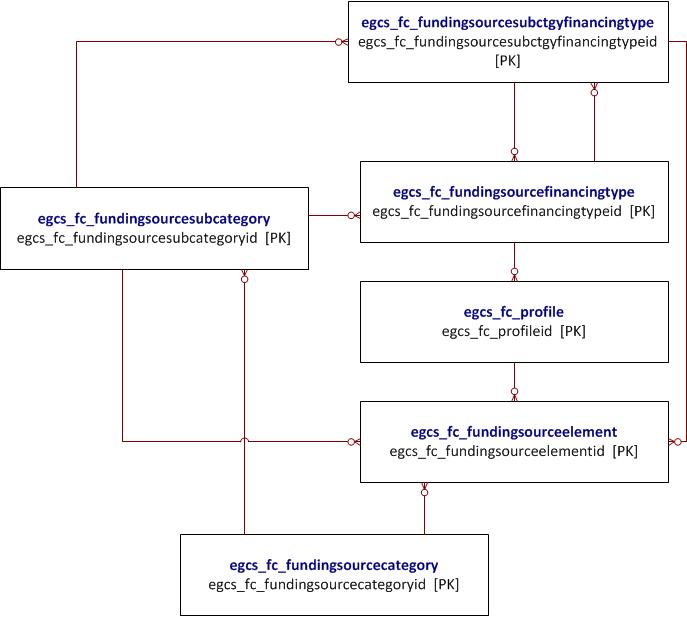 egcs_fc_fundingsourcesubctgyfinancingtype
egcs_fc_fundingsourcesubctgyfinancingtypeid
[PK]
egcs_fc_fundingsourcefinancingtype
egcs_fc_fundingsourcefinancingtypeid [PK]
egcs_fc_fundingsourcesubcategory
egcs_fc_fundingsourcesubcategoryid [PK]
egcs_fc_profile
egcs_fc_profileid [PK]
egcs_fc_fundingsourceelement
egcs_fc_fundingsourceelementid [PK]
egcs_fc_fundingsourcecategory
egcs_fc_fundingsourcecategoryid [PK]